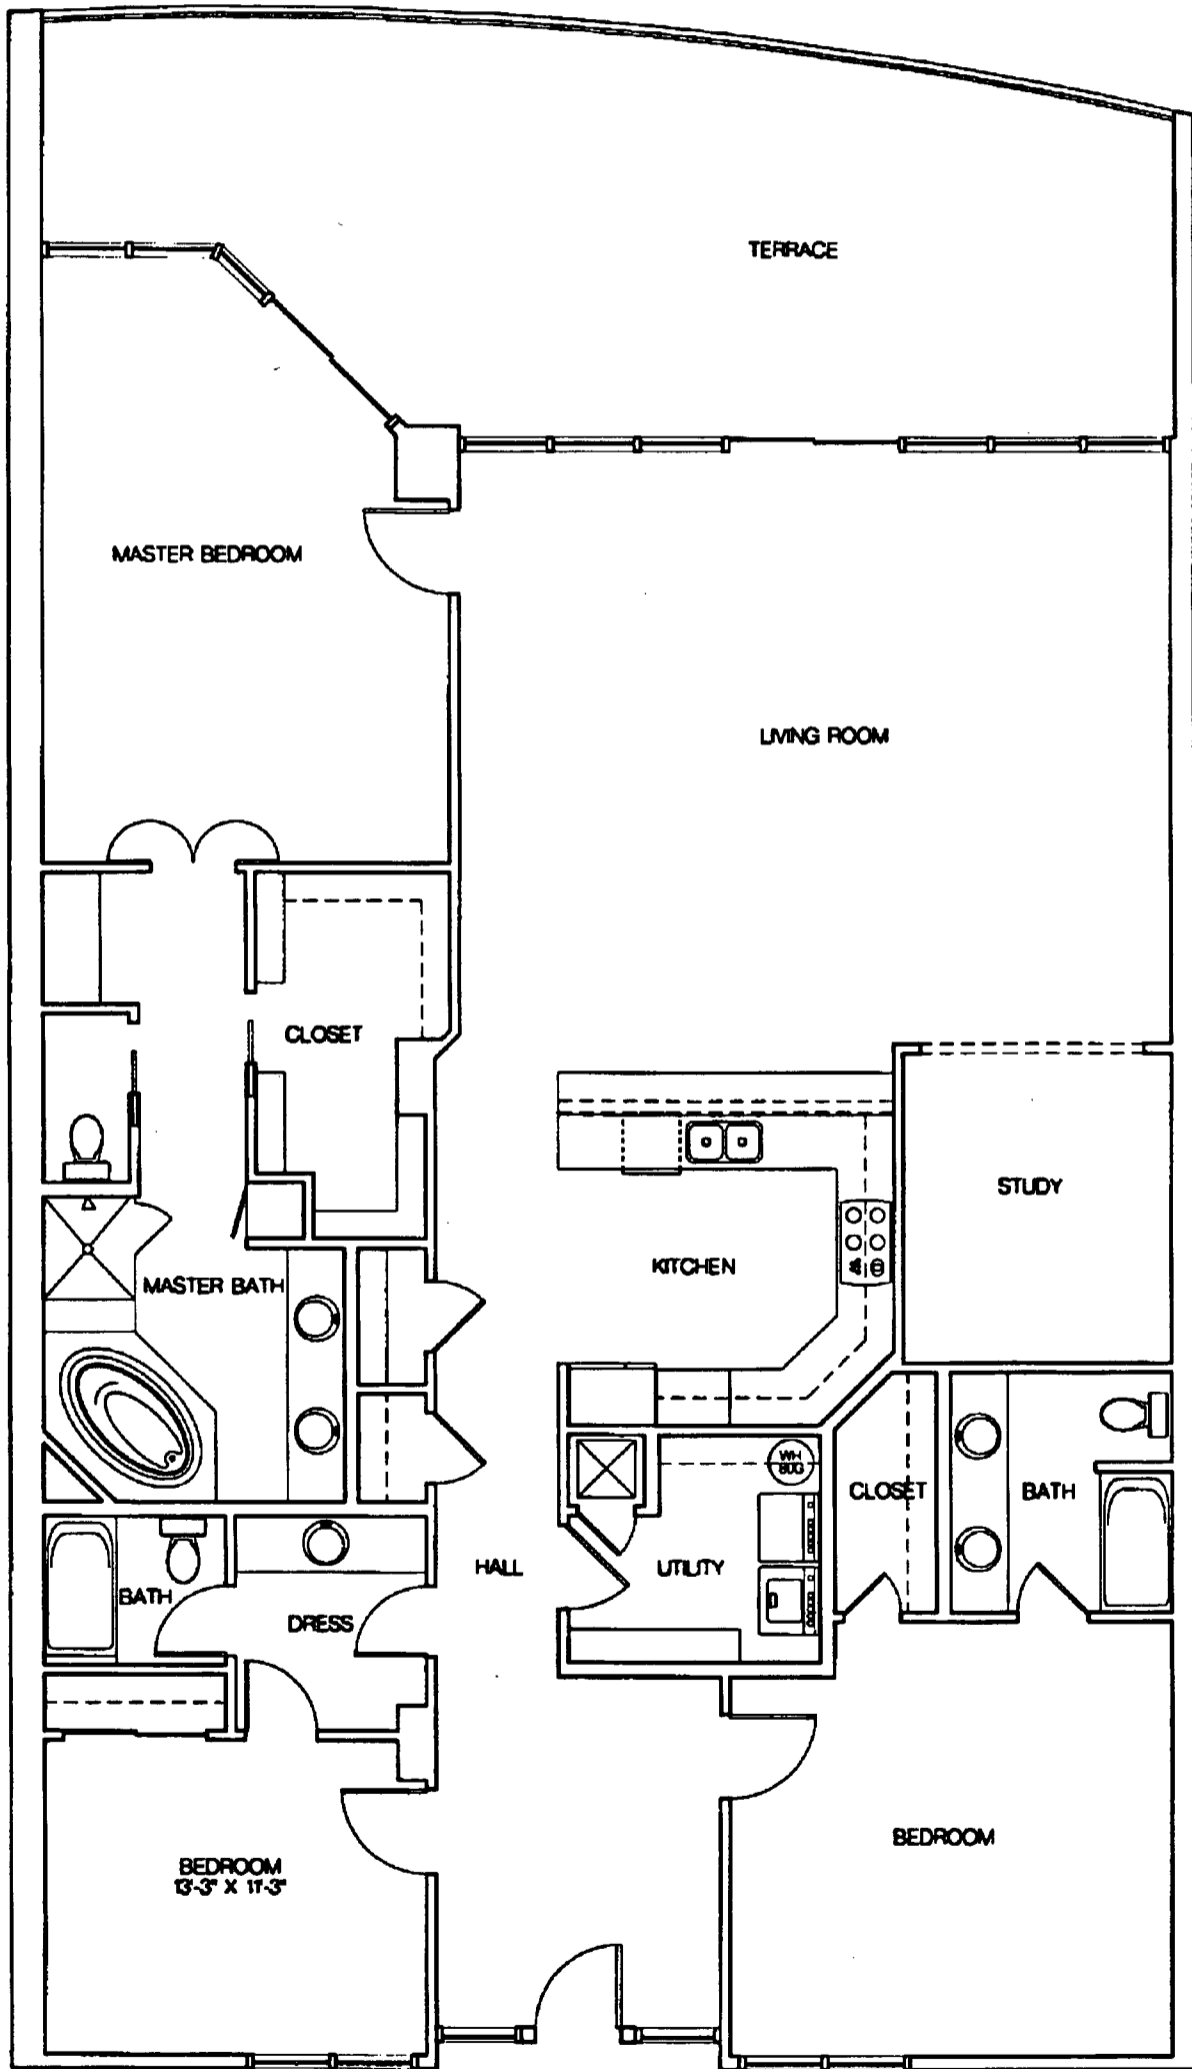 TERRACE
MASTER BEDROOM
LIVING ROOM
CLOSET
STUDY
KITCHEN
MASTER BATH
WH
80G
CLOSET
BATH
HALL
UTILITY
BATH
DRESS
BEDROOM
BEDROOM
13'-3" X 11'-3"